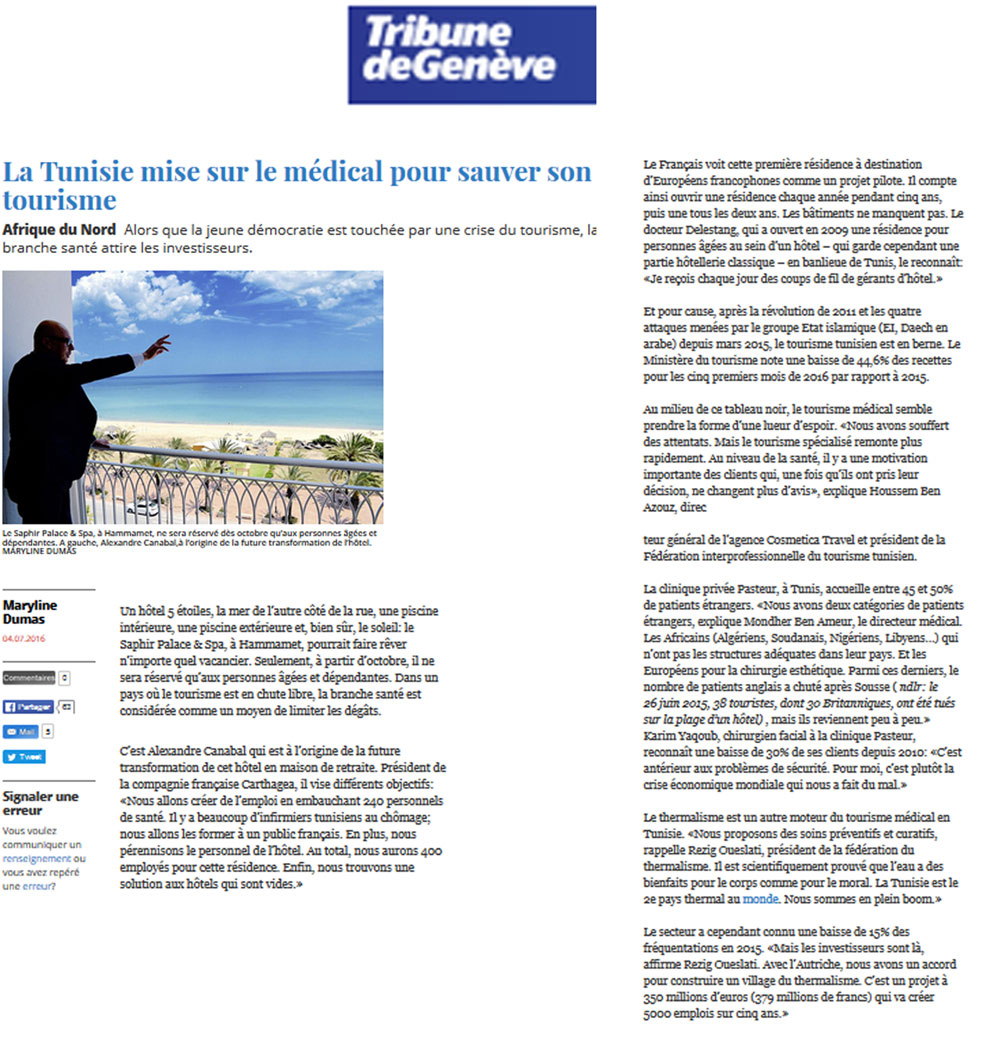 Tribune
deGenève
La Tunisie mise sur le médical pour sauver son
tourisme
Afrique du Nord Alors que la jeune démocratie est touchée par une crise du tourisme, la
branche santé attire les investisseurs.
Le Saphir Palace & Spa, à Hammamet, ne sera réservé dès octobre qu'aux personnes âgées et
dépendantes. A gauche, Alexandre Canabal,à l'origine de la future transformation de l'hôtel.
MARYLINE DUMAS
Maryline
Dumas
04.07.2016
Commentaires 0
Partager 62
Mail 5
Tweet
Signaler une
erreur
Vous voulez
communiquer un
renseignement ou
vous avez repéré
une erreur?
Un hôtel 5 étoiles, la mer de l'autre côté de la rue, une piscine
intérieure, une piscine extérieure et, bien sûr, le soleil: le
Saphir Palace & Spa, à Hammamet, pourrait faire rêver
n'importe quel vacancier. Seulement, à partir d'octobre, il ne
sera réservé qu'aux personnes âgées et dépendantes. Dans un
pays où le tourisme est en chute libre, la branche santé est
considérée comme un moyen de limiter les dégâts.
C'est Alexandre Canabal qui est à l'origine de la future
transformation de cet hôtel en maison de retraite. Président de
la compagnie française Carthagea, il vise différents objectifs:
«Nous allons créer de l'emploi en embauchant 240 personnels
de santé. Il y a beaucoup d'infirmiers tunisiens au chômage;
nous allons les former à un public français. En plus, nous
pérennisons le personnel de l'hôtel. Au total, nous aurons 400
employés pour cette résidence. Enfin, nous trouvons une
solution aux hôtels qui sont vides.»
Le Français voit cette première résidence à destination
d'Européens francophones comme un projet pilote. Il compte
ainsi ouvrir une résidence chaque année pendant cinq ans,
puis une tous les deux ans. Les bâtiments ne manquent pas. Le
docteur Delestang, qui a ouvert en 2009 une résidence pour
personnes âgées au sein d'un hôtel – qui garde cependant une
partie hôtellerie classique – en banlieue de Tunis, le reconnaît:
«Je reçois chaque jour des coups de fil de gérants d'hôtel.»
Et pour cause, après la révolution de 2011 et les quatre
attaques menées par le groupe Etat islamique (EI, Daech en
arabe) depuis mars 2015, le tourisme tunisien est en berne. Le
Ministère du tourisme note une baisse de 44,6% des recettes
pour les cinq premiers mois de 2016 par rapport à 2015.
Au milieu de ce tableau noir, le tourisme médical semble
prendre la forme d'une lueur d'espoir. «Nous avons souffert
des attentats. Mais le tourisme spécialisé remonte plus
rapidement. Au niveau de la santé, il y a une motivation
importante des clients qui, une fois qu'ils ont pris leur
décision, ne changent plus d'avis», explique Houssem Ben
Azouz, direc
teur général de l'agence Cosmetica Travel et président de la
Fédération interprofessionnelle du tourisme tunisien.
La clinique privée Pasteur, à Tunis, accueille entre 45 et 50%
de patients étrangers. «Nous avons deux catégories de patients
étrangers, explique Mondher Ben Ameur, le directeur médical.
Les Africains (Algériens, Soudanais, Nigériens, Libyens…) qui
n'ont pas les structures adéquates dans leur pays. Et les
Européens pour la chirurgie esthétique. Parmi ces derniers, le
nombre de patients anglais a chuté après Sousse ( ndlr: le
26 juin 2015, 38 touristes, dont 30 Britanniques, ont été tués
sur la plage d'un hôtel) , mais ils reviennent peu à peu.»
Karim Yaqoub, chirurgien facial à la clinique Pasteur,
reconnaît une baisse de 30% de ses clients depuis 2010: «C'est
antérieur aux problèmes de sécurité. Pour moi, c'est plutôt la
crise économique mondiale qui nous a fait du mal.»
Le thermalisme est un autre moteur du tourisme médical en
Tunisie. «Nous proposons des soins préventifs et curatifs,
rappelle Rezig Oueslati, président de la fédération du
thermalisme. Il est scientifiquement prouvé que l'eau a des
bienfaits pour le corps comme pour le moral. La Tunisie est le
2e pays thermal au monde. Nous sommes en plein boom.»
Le secteur a cependant connu une baisse de 15% des
fréquentations en 2015. «Mais les investisseurs sont là,
affirme Rezig Oueslati. Avec l'Autriche, nous avons un accord
pour construire un village du thermalisme. C'est un projet à
350 millions d'euros (379 millions de francs) qui va créer
5000 emplois sur cinq ans.»